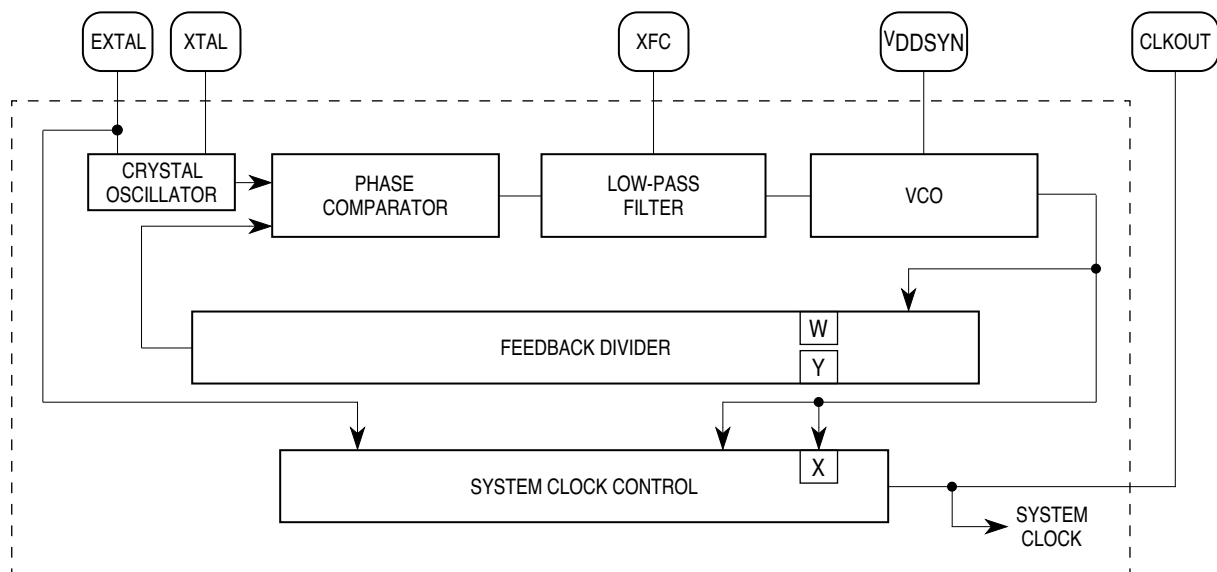 EXTAL
XTAL
XFC
VDDSYN
CLKOUT
CRYSTAL
OSCILLATOR
PHASE
COMPARATOR
LOW-PASS
FILTER
VCO
W
FEEDBACK DIVIDER
Y
X
SYSTEM CLOCK CONTROL
SYSTEM
CLOCK